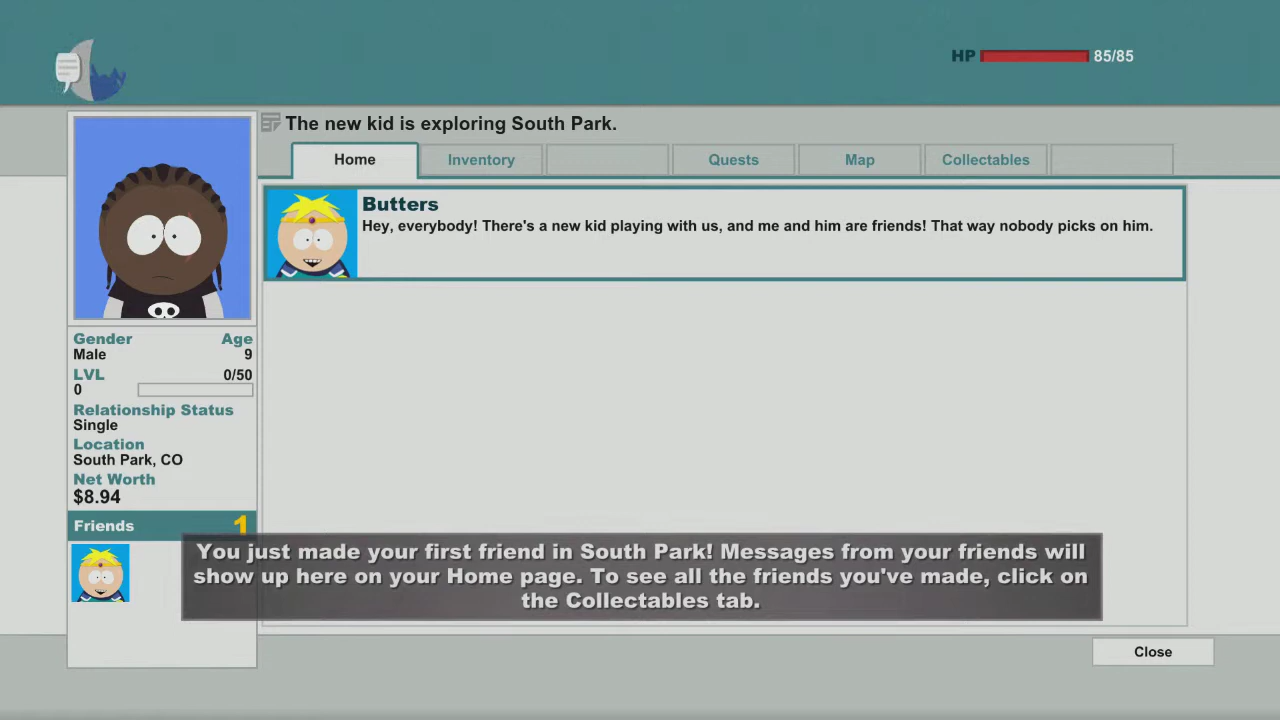 HP 85/85
The new kid is exploring South Park.
Home Inventory Quests Map Collectables
Butters
Hey, everybody! There's a new kid playing with us, and me and him are friends! That way nobody picks on him.
Gender Age
Male 9
LVL 0/50
0
Relationship Status
Single
Location
South Park, CO
Net Worth
$8.94
Friends 1
You just made your first friend in South Park! Messages from your friends will
show up here on your Home page. To see all the friends you've made, click on
the Collectables tab.
Close